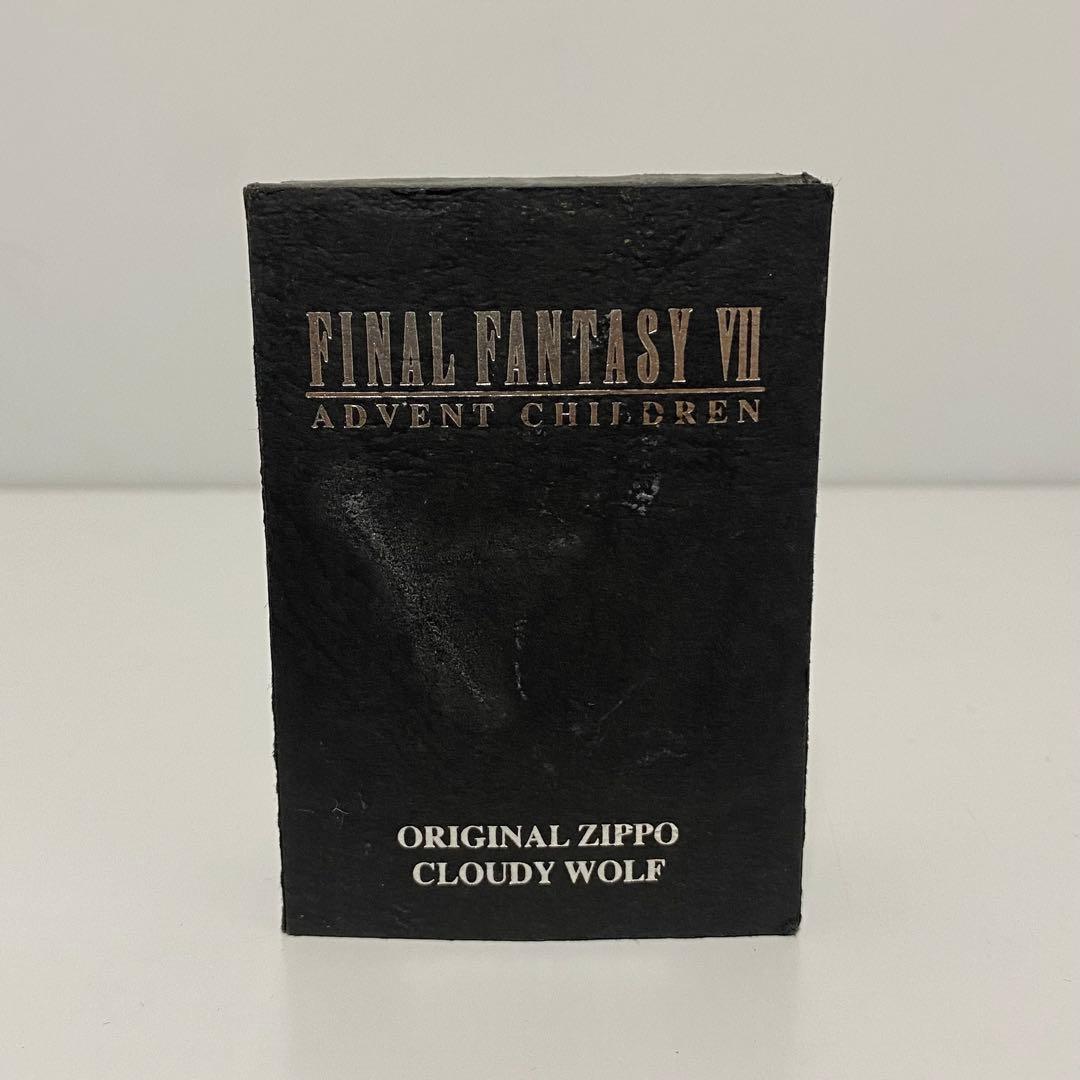 FINAL FANTASY VII
ADVENT CHILDREN
ORIGINAL ZIPPO
CLOUDY WOLF